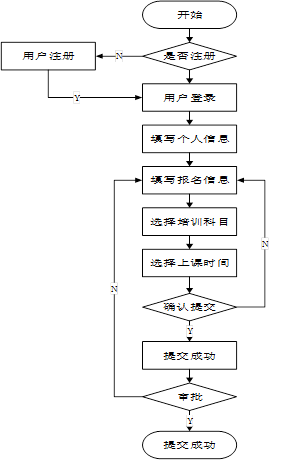 开始
是否注册
N
用户注册
Y
用户登录
填写个人信息
填写报名信息
选择培训科目
选择上课时间
N
N
确认提交
Y
提交成功
审批
Y
提交成功